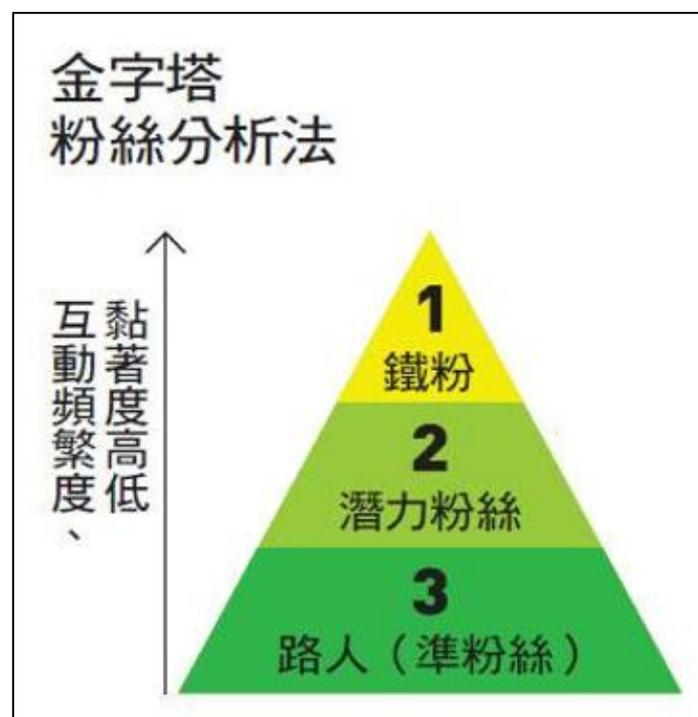 金字塔
粉絲分析法
互動頻繁度、
黏著度高低
1
鐵粉
2
潛力粉絲
3
路人（準粉絲）